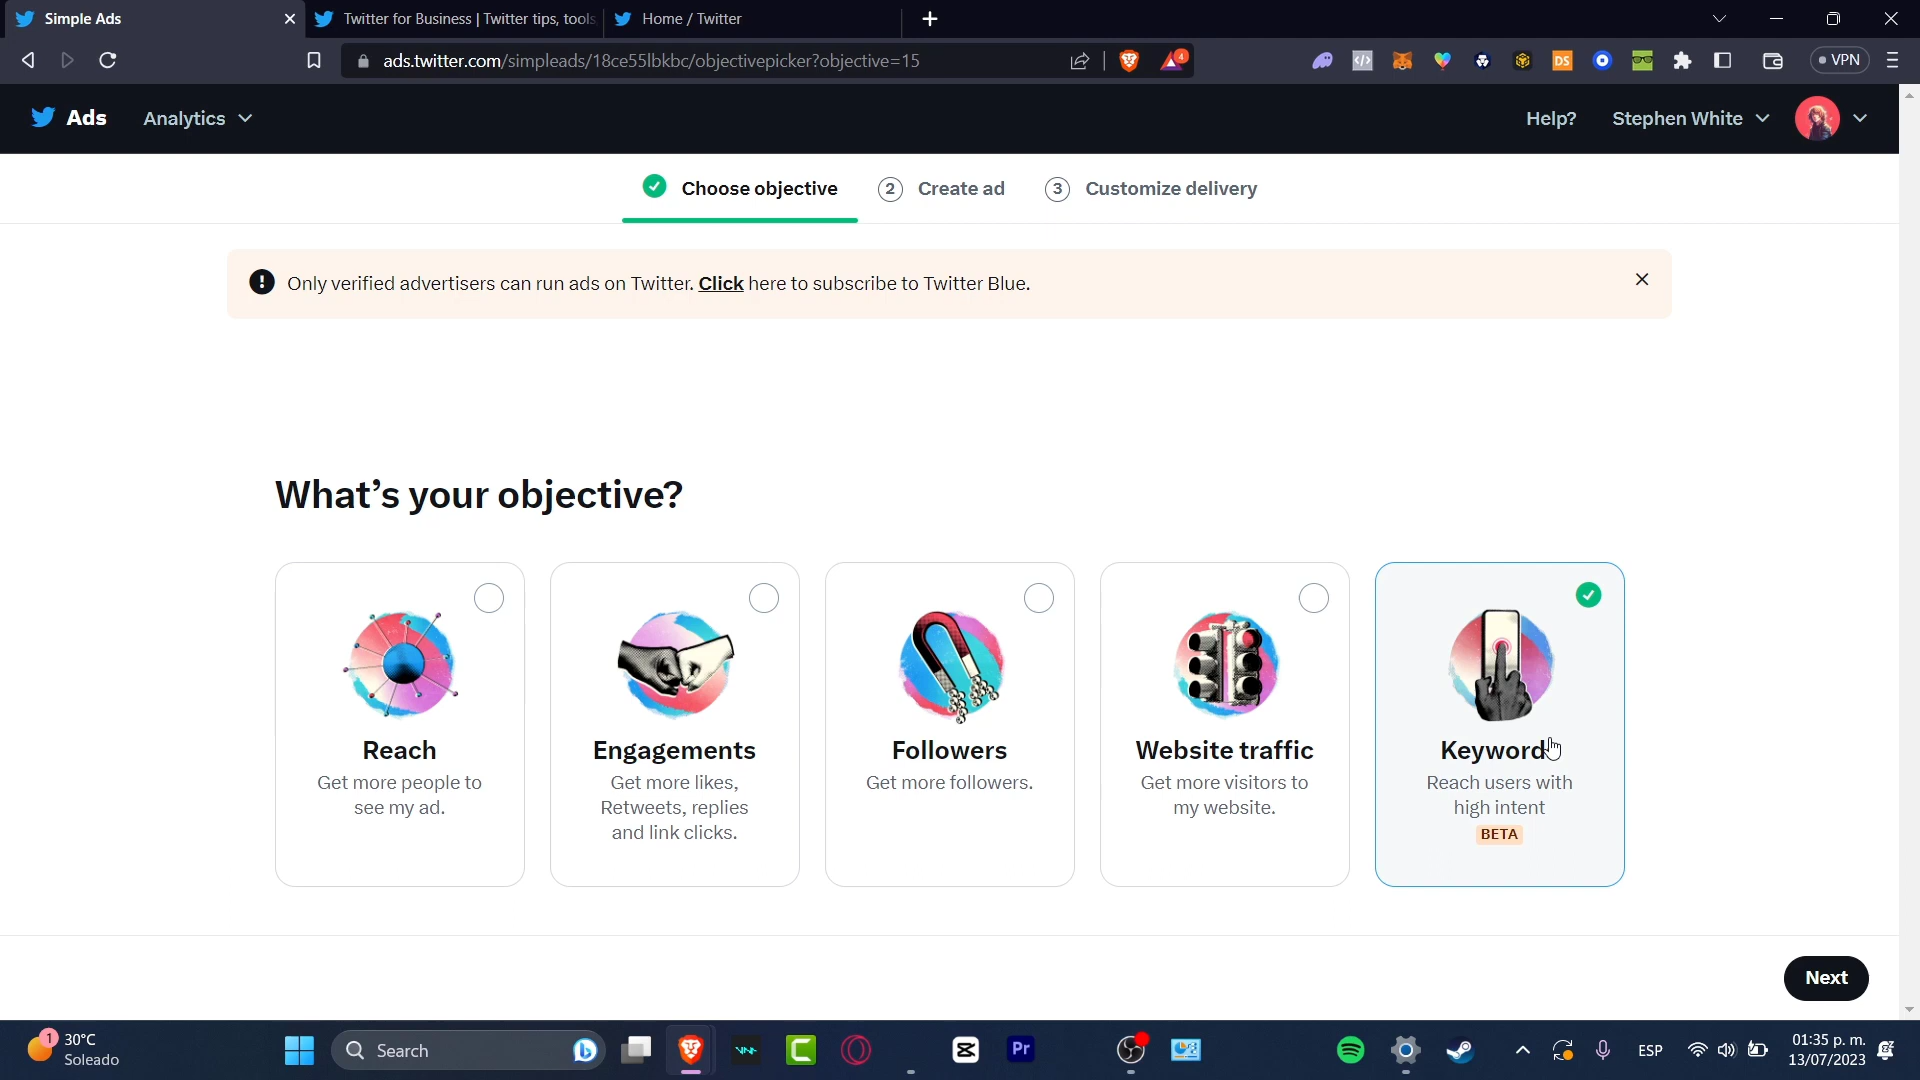 Simple Ads
Twitter for Business | Twitter tips, tools,
Home / Twitter
ads.twitter.com/simpleads/18ce55lbkbc/objectivepicker?objective=15
4
DS
VPN
Ads
Analytics
Help?
Stephen White
Choose objective
2 Create ad
3 Customize delivery
Only verified advertisers can run ads on Twitter. Click here to subscribe to Twitter Blue.
What's your objective?
Reach
Get more people to
see my ad.
Engagements
Get more likes,
Retweets, replies
and link clicks.
Followers
Get more followers.
Website traffic
Get more visitors to
my website.
Keyword
Reach users with
high intent
BETA
Next
1
30°C
Soleado
Search
Pr
ESP
01:35 p. m.
13/07/2023